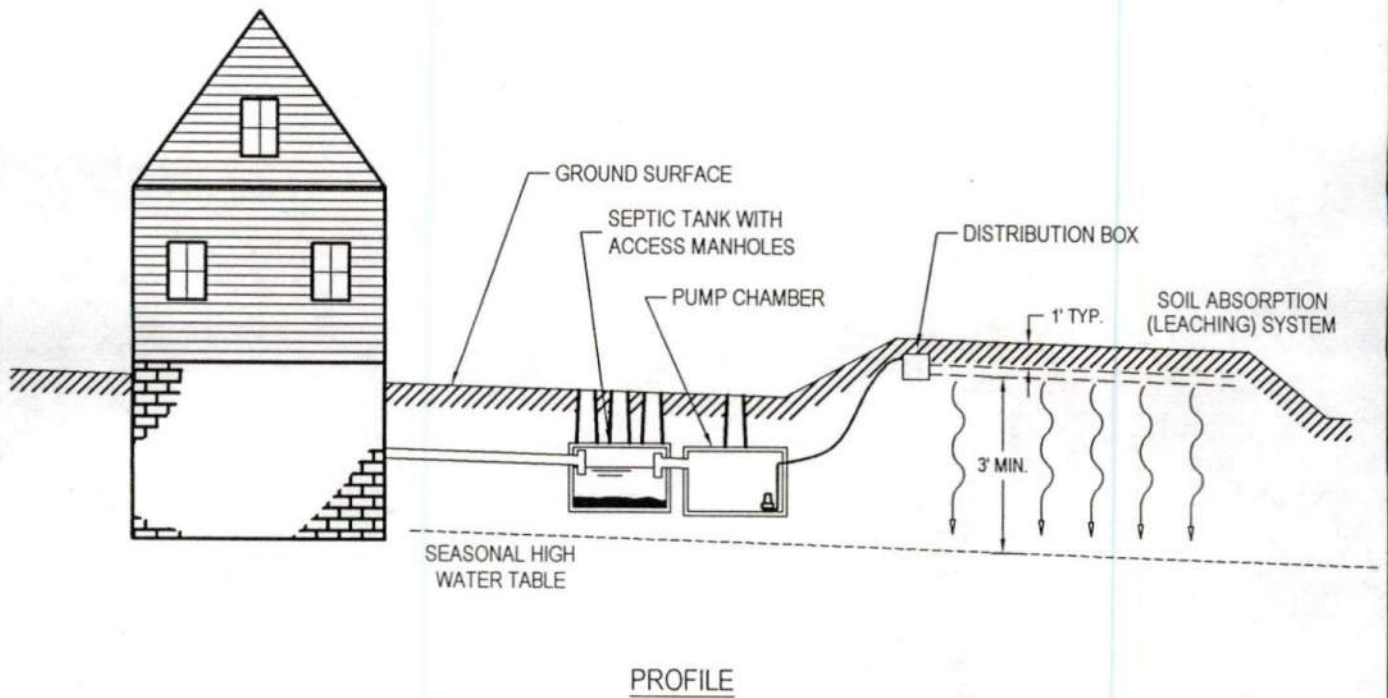 GROUND SURFACE
SEPTIC TANK WITH
ACCESS MANHOLES
PUMP CHAMBER
DISTRIBUTION BOX
1' TYP.
SOIL ABSORPTION
(LEACHING) SYSTEM
3' MIN.
SEASONAL HIGH
WATER TABLE
PROFILE